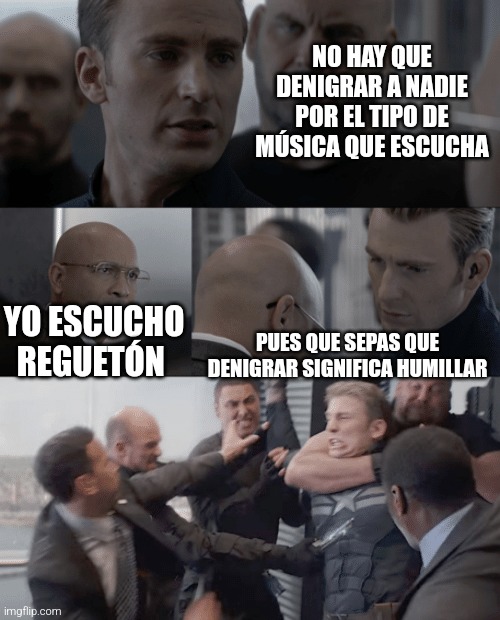 NO HAY QUE
DENIGRAR A NADIE
POR EL TIPO DE
MÚSICA QUE ESCUCHA
YO ESCUCHO
REGUETÓN
PUES QUE SEPAS QUE
DENIGRAR SIGNIFICA HUMILLAR
imgflip.com